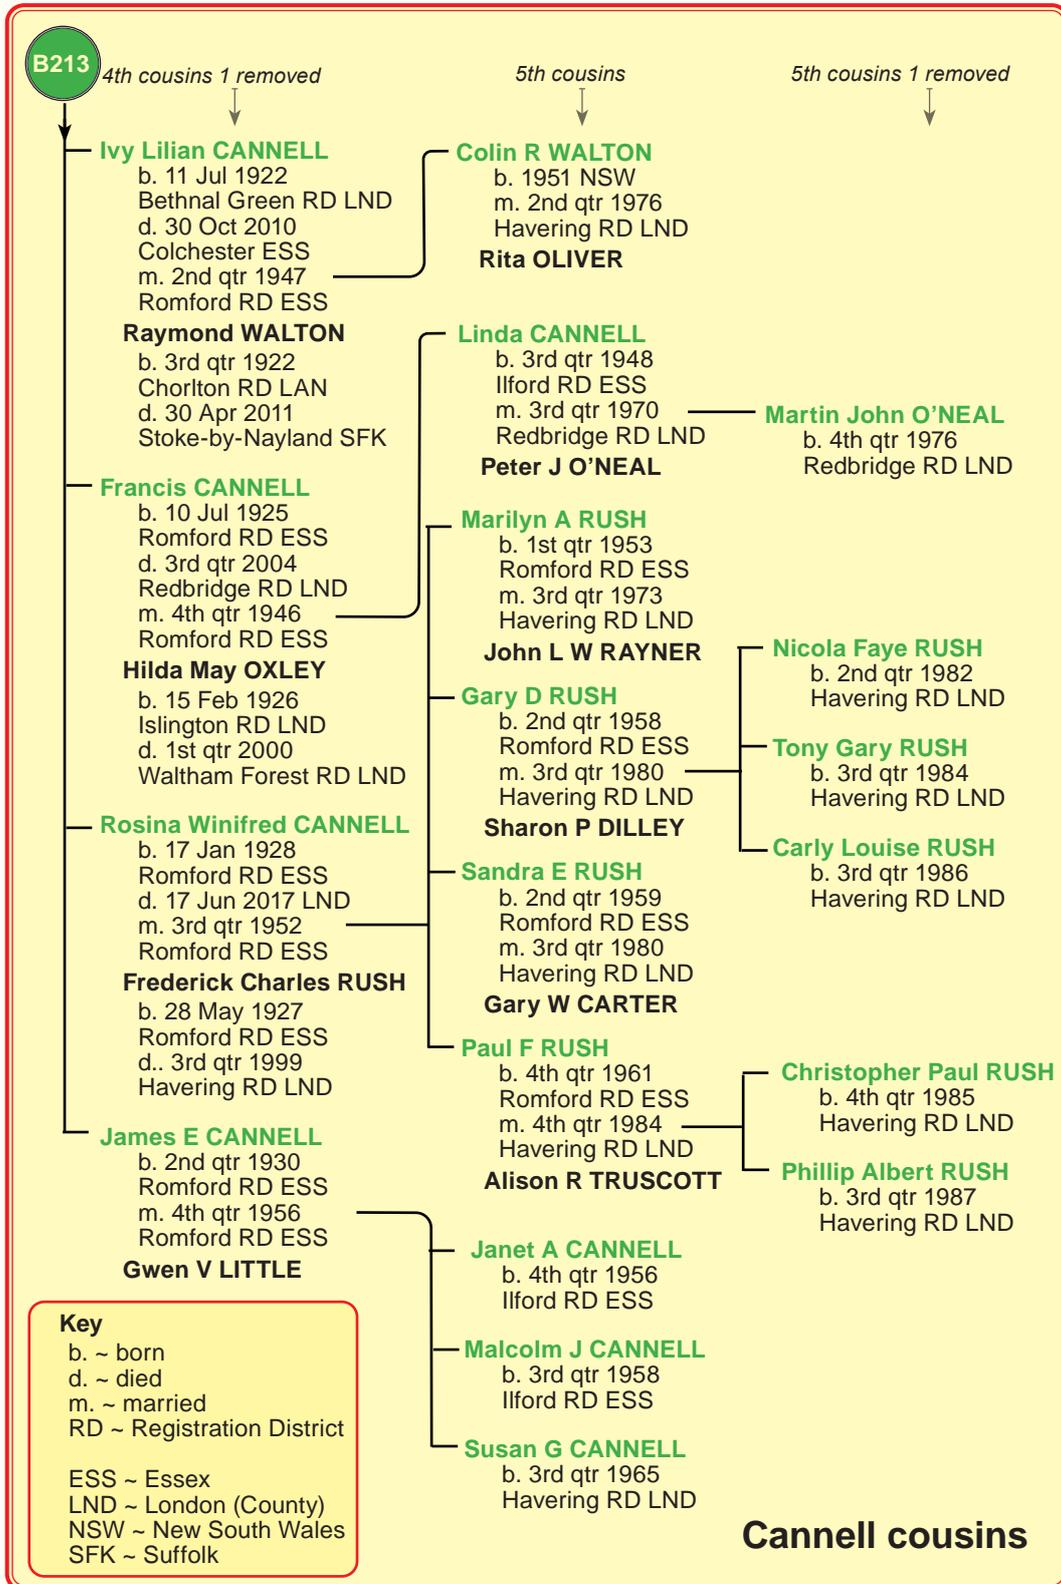 B213
4th cousins 1 removed
5th cousins
5th cousins 1 removed
Ivy Lilian CANNELL
b. 11 Jul 1922
Bethnal Green RD LND
d. 30 Oct 2010
Colchester ESS
m. 2nd qtr 1947
Romford RD ESS
Raymond WALTON
b. 3rd qtr 1922
Chorlton RD LAN
d. 30 Apr 2011
Stoke-by-Nayland SFK
Francis CANNELL
b. 10 Jul 1925
Romford RD ESS
d. 3rd qtr 2004
Redbridge RD LND
m. 4th qtr 1946
Romford RD ESS
Hilda May OXLEY
b. 15 Feb 1926
Islington RD LND
d. 1st qtr 2000
Waltham Forest RD LND
Rosina Winifred CANNELL
b. 17 Jan 1928
Romford RD ESS
d. 17 Jun 2017 LND
m. 3rd qtr 1952
Romford RD ESS
Frederick Charles RUSH
b. 28 May 1927
Romford RD ESS
d.. 3rd qtr 1999
Havering RD LND
James E CANNELL
b. 2nd qtr 1930
Romford RD ESS
m. 4th qtr 1956
Romford RD ESS
Gwen V LITTLE
Colin R WALTON
b. 1951 NSW
m. 2nd qtr 1976
Havering RD LND
Rita OLIVER
Linda CANNELL
b. 3rd qtr 1948
Ilford RD ESS
m. 3rd qtr 1970
Redbridge RD LND
Peter J O’NEAL
Marilyn A RUSH
b. 1st qtr 1953
Romford RD ESS
m. 3rd qtr 1973
Havering RD LND
John L W RAYNER
Gary D RUSH
b. 2nd qtr 1958
Romford RD ESS
m. 3rd qtr 1980
Havering RD LND
Sharon P DILLEY
Sandra E RUSH
b. 2nd qtr 1959
Romford RD ESS
m. 3rd qtr 1980
Havering RD LND
Gary W CARTER
Paul F RUSH
b. 4th qtr 1961
Romford RD ESS
m. 4th qtr 1984
Havering RD LND
Alison R TRUSCOTT
Janet A CANNELL
b. 4th qtr 1956
Ilford RD ESS
Malcolm J CANNELL
b. 3rd qtr 1958
Ilford RD ESS
Susan G CANNELL
b. 3rd qtr 1965
Havering RD LND
Martin John O’NEAL
b. 4th qtr 1976
Redbridge RD LND
Nicola Faye RUSH
b. 2nd qtr 1982
Havering RD LND
Tony Gary RUSH
b. 3rd qtr 1984
Havering RD LND
Carly Louise RUSH
b. 3rd qtr 1986
Havering RD LND
Christopher Paul RUSH
b. 4th qtr 1985
Havering RD LND
Phillip Albert RUSH
b. 3rd qtr 1987
Havering RD LND
Key
b. ~ born
d. ~ died
m. ~ married
RD ~ Registration District
ESS ~ Essex
LND ~ London (County)
NSW ~ New South Wales
SFK ~ Suffolk
Cannell cousins